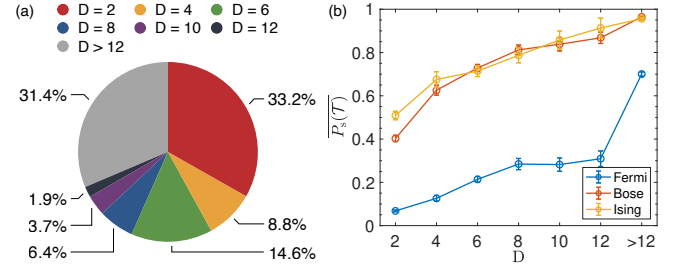 (a)
D = 2
D = 4
D = 6
D = 8
D = 10
D = 12
D > 12
31.4%
33.2%
1.9%
3.7%
6.4%
8.8%
14.6%
(b)
1
0.8
0.6
0.4
0.2
0
P_s(𝒯)
2
4
6
8
10
12
>12
D
Fermi
Bose
Ising